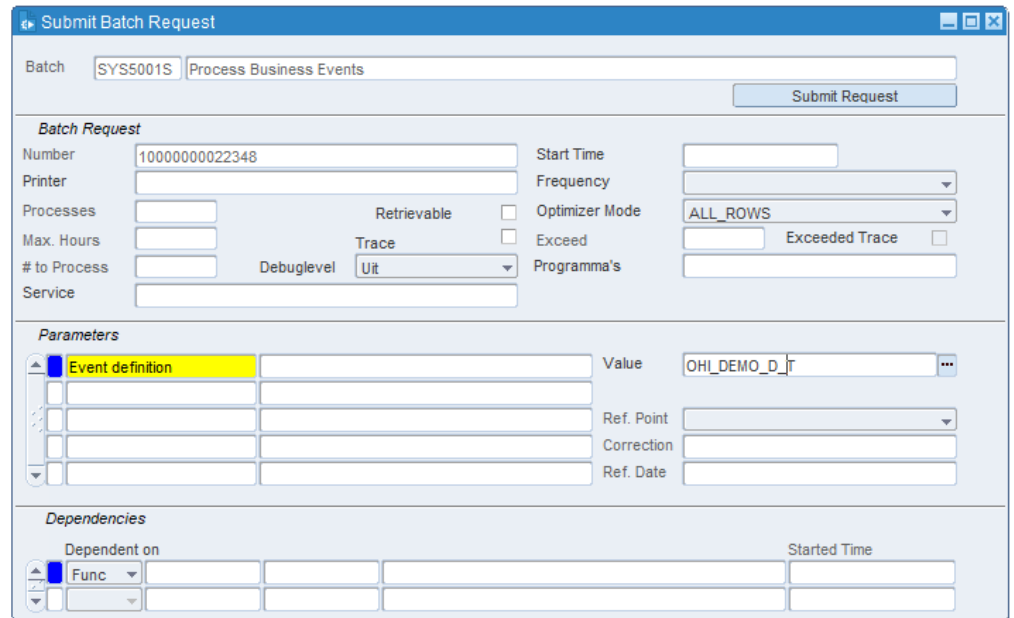 Submit Batch Request
Batch SYS5001S Process Business Events
Submit Request
Batch Request
Number 10000000022348 Start Time
Printer Frequency
Processes Retrievable Optimizer Mode ALL_ROWS
Max. Hours Trace Exceed Exceeded Trace
# to Process Debuglevel Uit Programma's
Service
Parameters
Event definition Value OHI_DEMO_D_T
Ref. Point
Correction
Ref. Date
Dependencies
Dependent on Started Time
Func